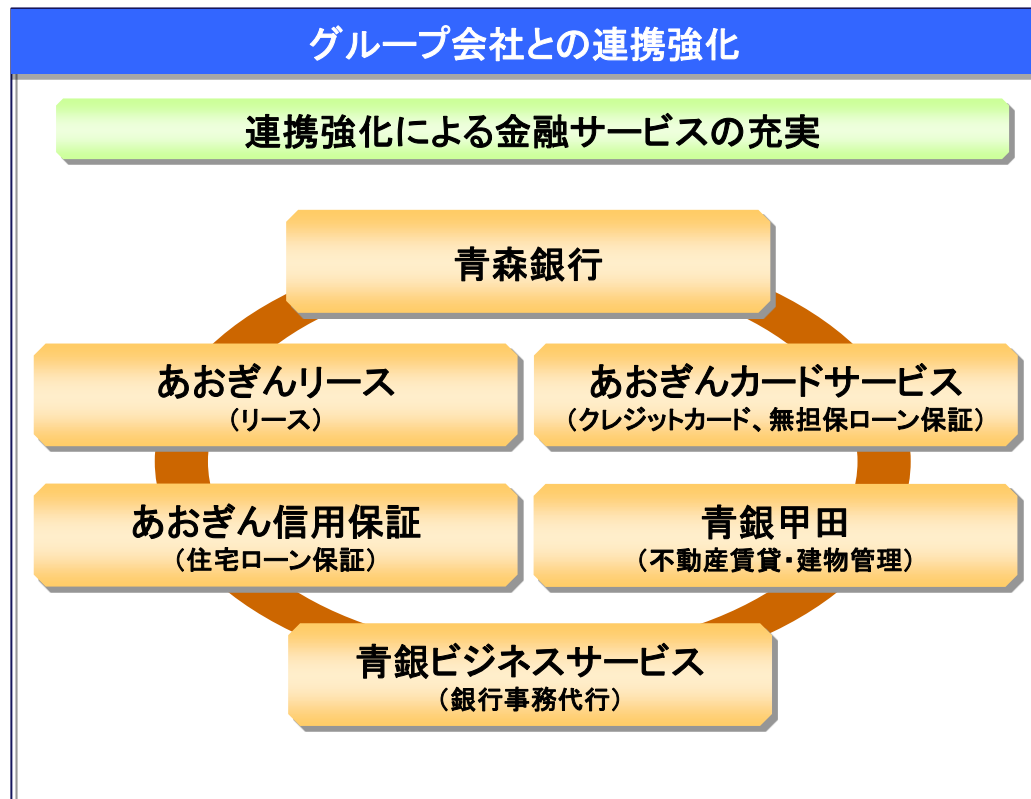 グループ会社との連携強化
連携強化による金融サービスの充実
青森銀行
あおぎんリース
（リース）
あおぎんカードサービス
（クレジットカード、無担保ローン保証）
あおぎん信用保証
（住宅ローン保証）
青銀甲田
（不動産賃貸・建物管理）
青銀ビジネスサービス
（銀行事務代行）